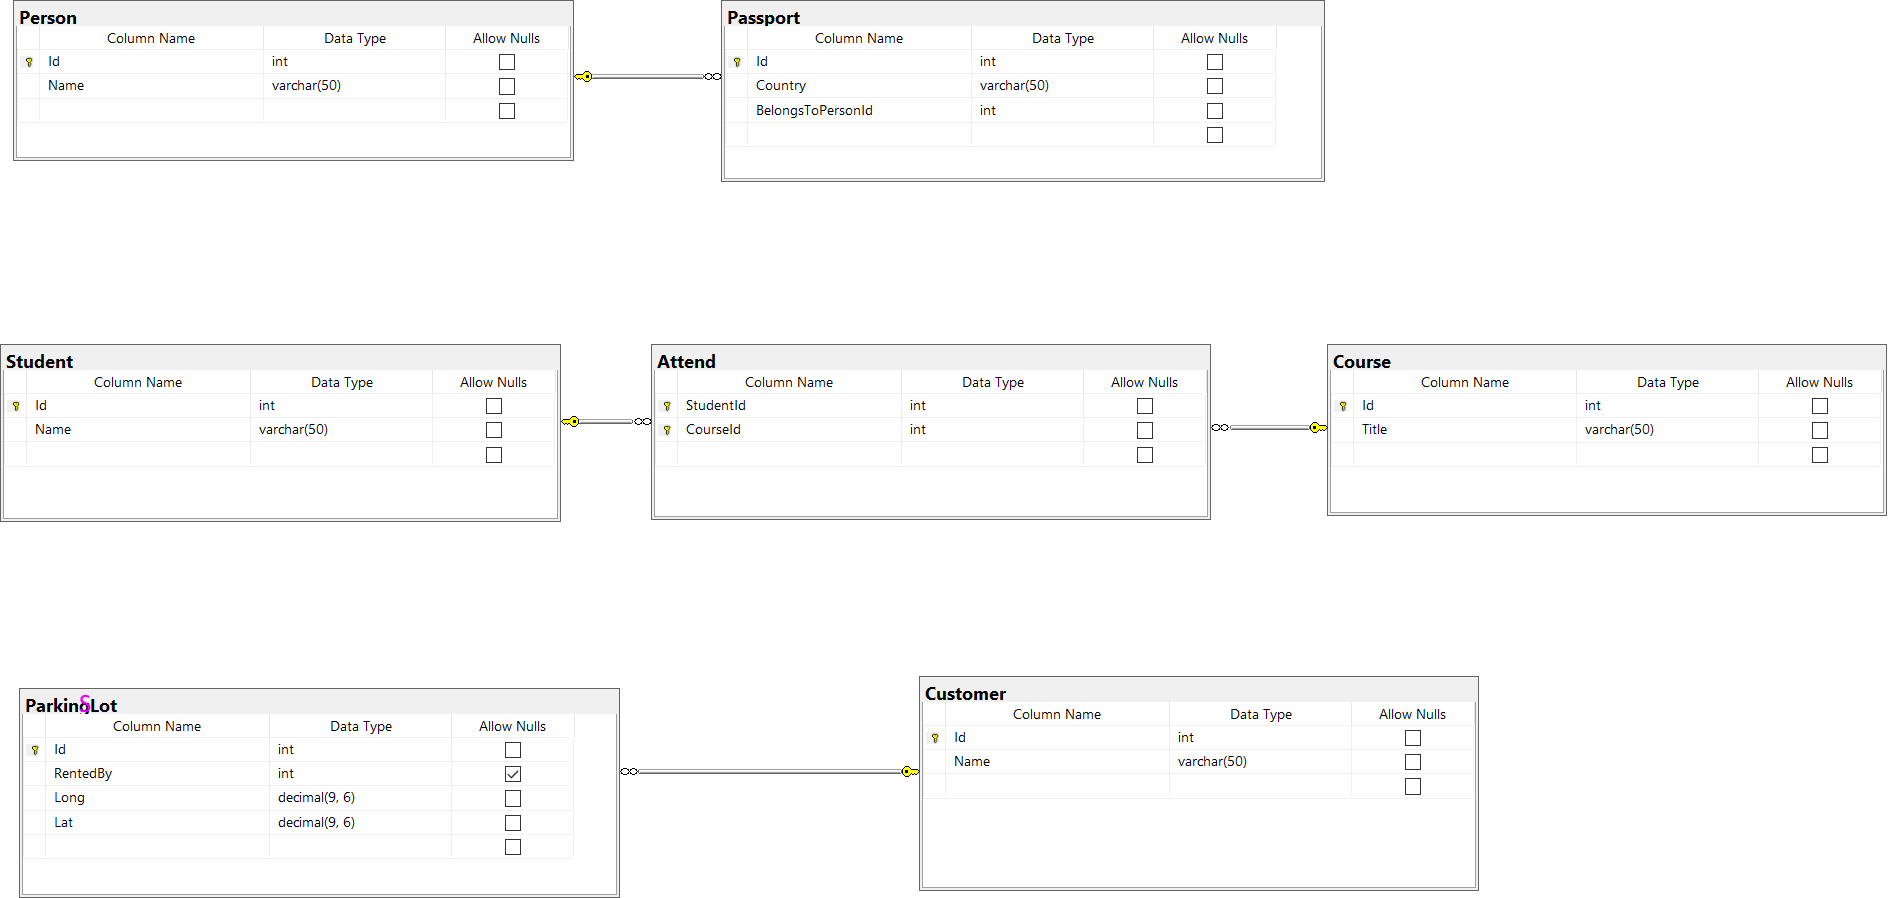 Person
Column Name Data Type Allow Nulls
Id int
Name varchar(50)
Passport
Column Name Data Type Allow Nulls
Id int
Country varchar(50)
BelongsToPersonId int
Student
Column Name Data Type Allow Nulls
Id int
Name varchar(50)
Attend
Column Name Data Type Allow Nulls
StudentId int
CourseId int
Course
Column Name Data Type Allow Nulls
Id int
Title varchar(50)
ParkingLot
S
Column Name Data Type Allow Nulls
Id int
RentedBy int
Long decimal(9, 6)
Lat decimal(9, 6)
Customer
Column Name Data Type Allow Nulls
Id int
Name varchar(50)